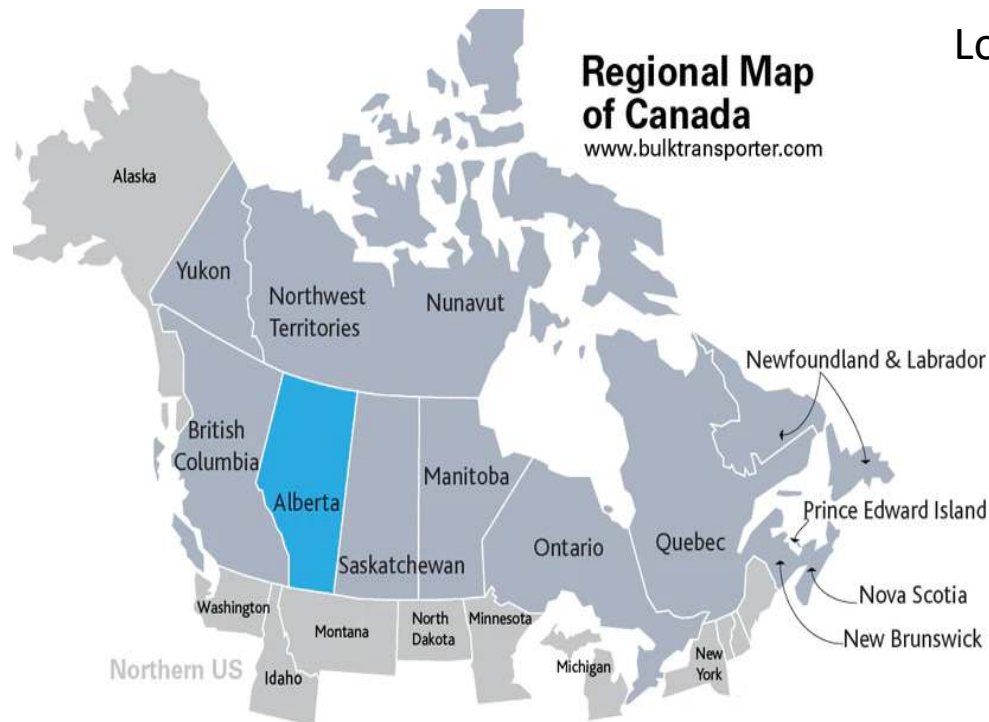 Regional Map
of Canada
www.bulktransporter.com
Lo
Alaska
Yukon
Northwest
Territories
Nunavut
Newfoundland & Labrador
British
Columbia
Alberta
Manitoba
Saskatchewan
Ontario
Quebec
Prince Edward Island
Nova Scotia
New Brunswick
Washington
Montana
North
Dakota
Minnesota
Idaho
Michigan
New
York
Northern US